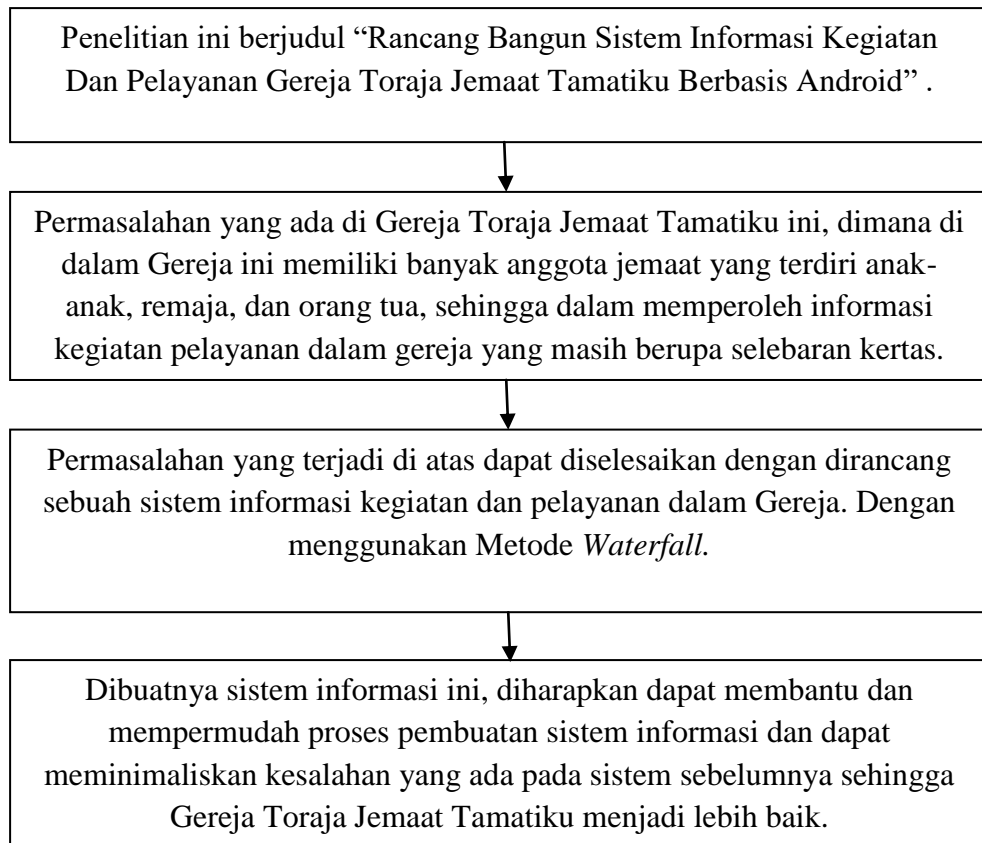 Penelitian ini berjudul “Rancang Bangun Sistem Informasi Kegiatan
Dan Pelayanan Gereja Toraja Jemaat Tamatiku Berbasis Android” .
Permasalahan yang ada di Gereja Toraja Jemaat Tamatiku ini, dimana di
dalam Gereja ini memiliki banyak anggota jemaat yang terdiri anak-
anak, remaja, dan orang tua, sehingga dalam memperoleh informasi
kegiatan pelayanan dalam gereja yang masih berupa selebaran kertas.
Permasalahan yang terjadi di atas dapat diselesaikan dengan dirancang
sebuah sistem informasi kegiatan dan pelayanan dalam Gereja. Dengan
menggunakan Metode Waterfall.
Dibuatnya sistem informasi ini, diharapkan dapat membantu dan
mempermudah proses pembuatan sistem informasi dan dapat
meminimaliskan kesalahan yang ada pada sistem sebelumnya sehingga
Gereja Toraja Jemaat Tamatiku menjadi lebih baik.